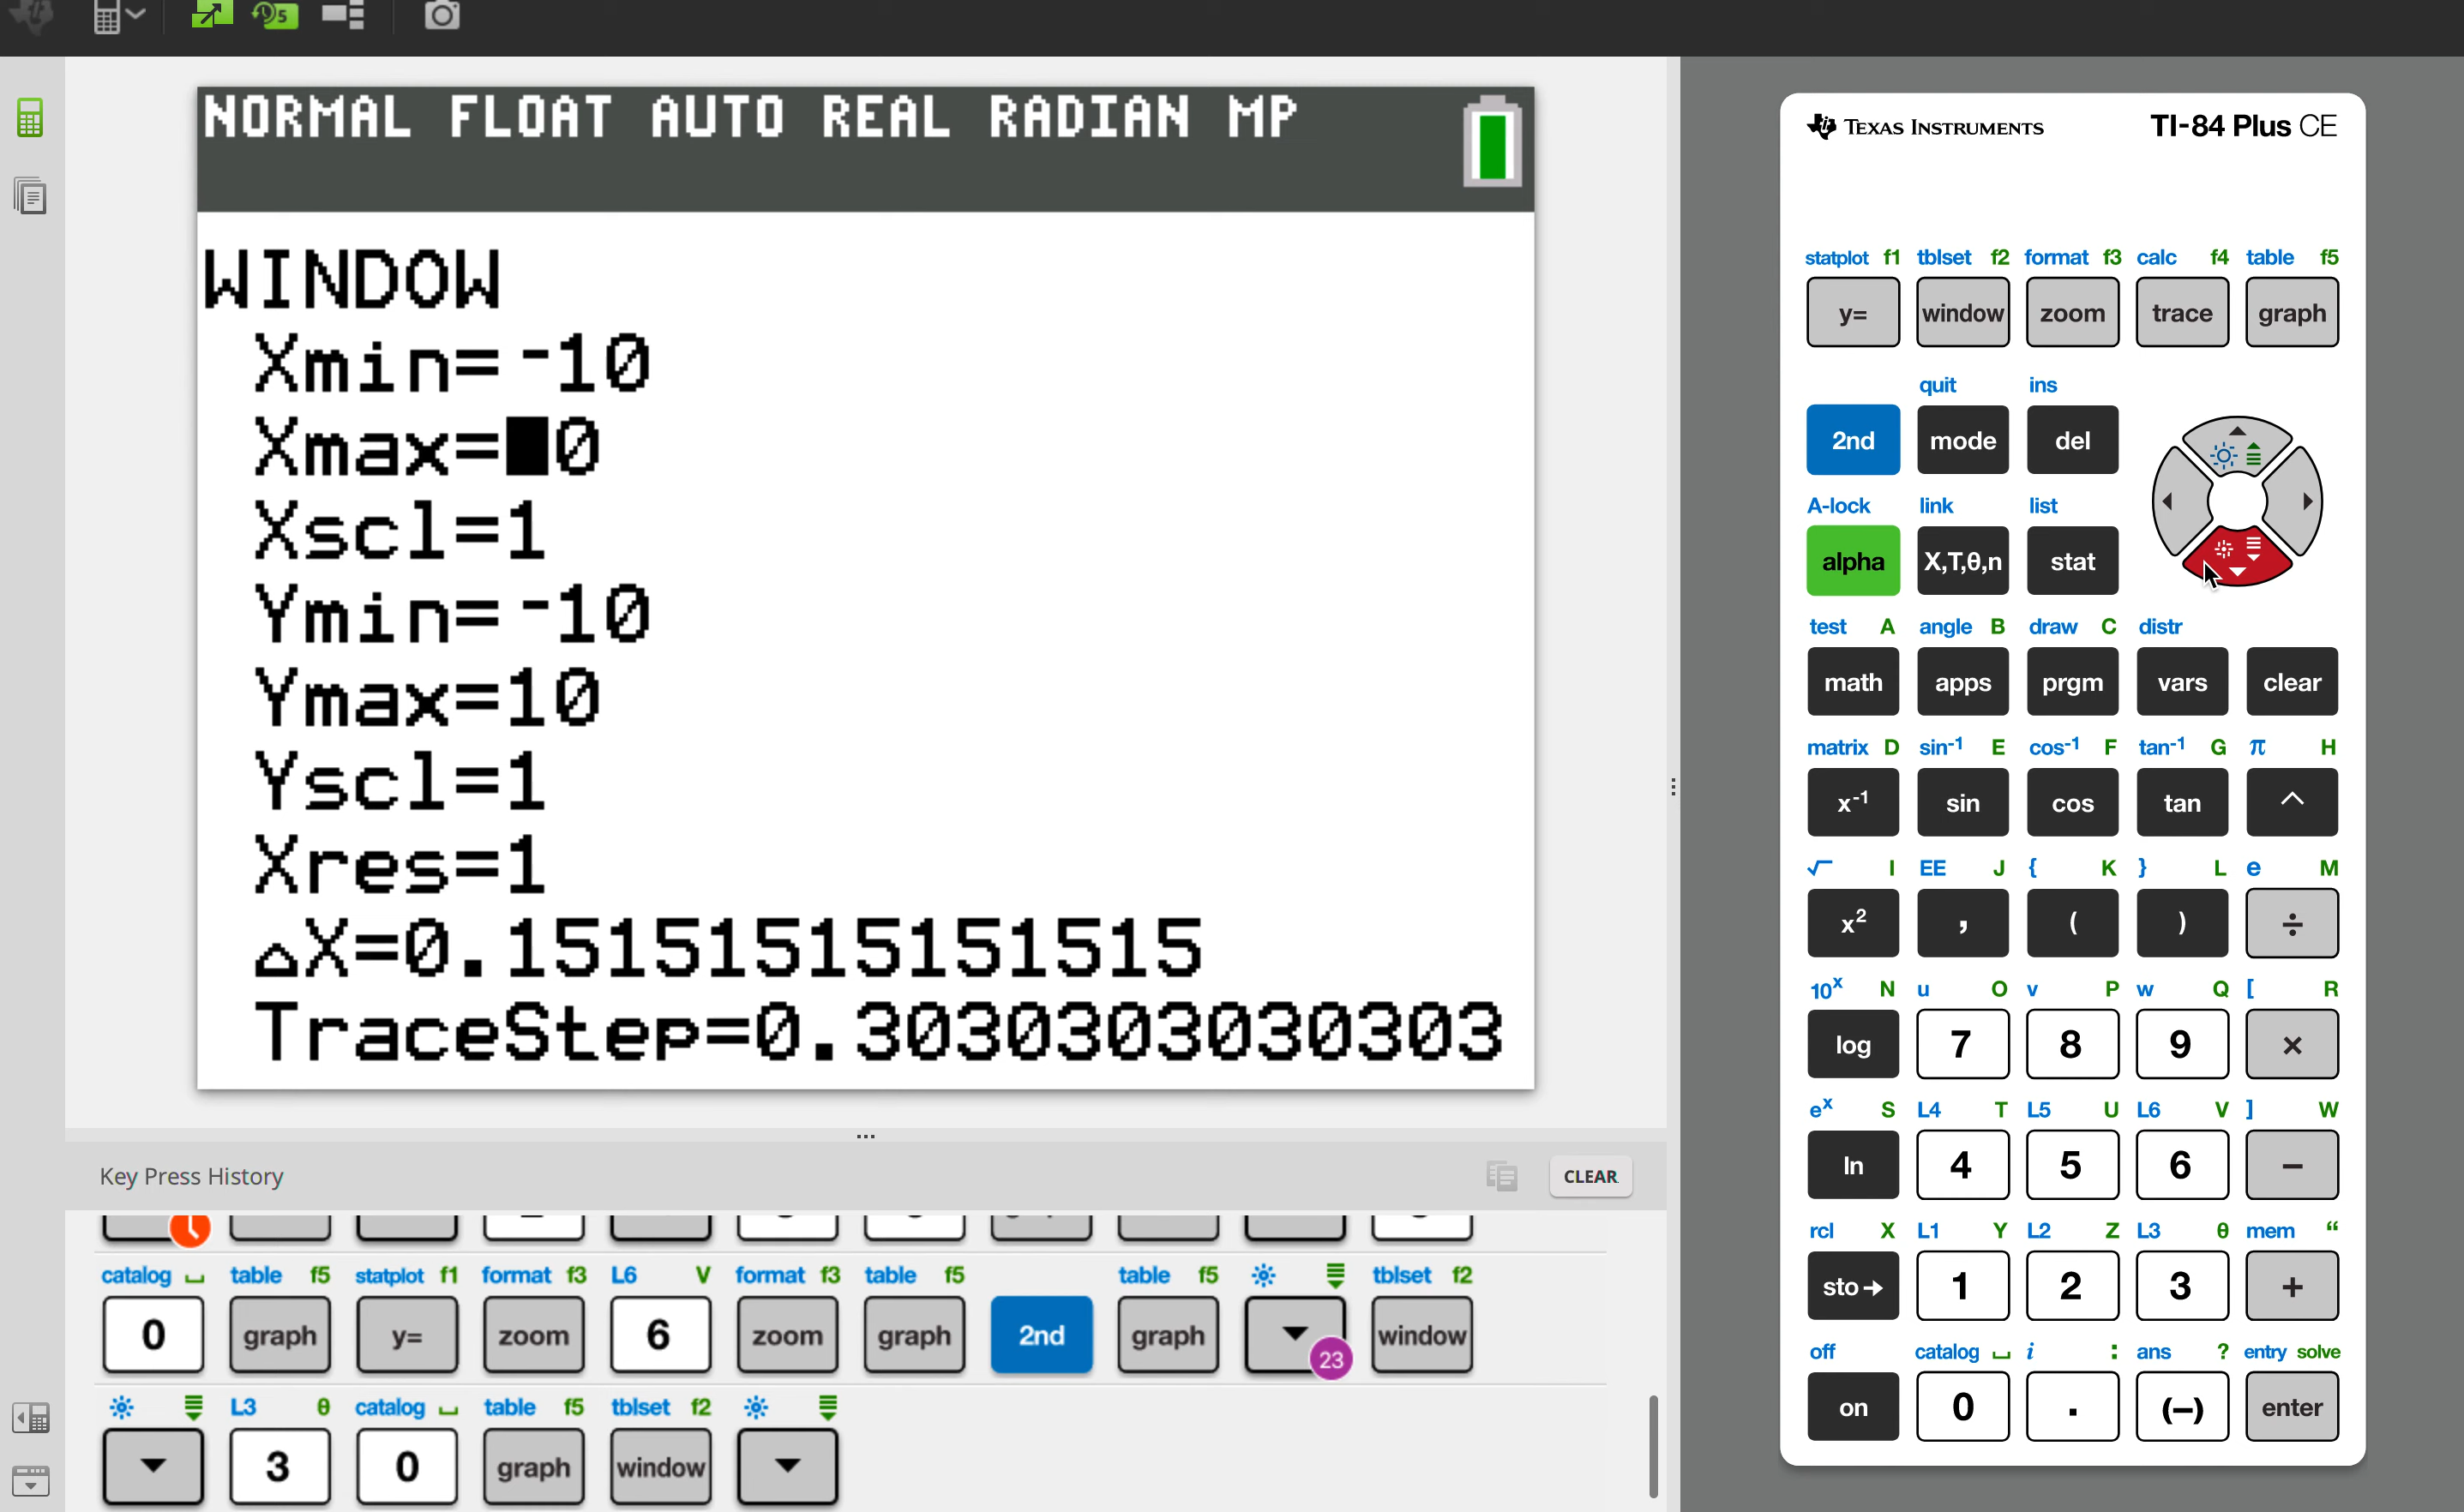 NORMAL FLOAT AUTO REAL RADIAN MP
WINDOW
Xmin=-10
Xmax=█0
Xscl=1
Ymin=-10
Ymax=10
Yscl=1
Xres=1
△X=0.15151515151515
TraceStep=0.3030303030303
Key Press History
CLEAR
catalog ⎵ table f5 statplot f1 format f3 L6 V format f3 table f5 table f5 tblset f2
0 graph y= zoom 6 zoom graph 2nd graph 23 window
L3 θ catalog ⎵ table f5 tblset f2
3 0 graph window
TEXAS INSTRUMENTS TI-84 Plus CE
statplot f1 tblset f2 format f3 calc f4 table f5
y= window zoom trace graph
quit ins
2nd mode del
A-lock link list
alpha X,T,θ,n stat
test A angle B draw C distr
math apps prgm vars clear
matrix D sin⁻¹ E cos⁻¹ F tan⁻¹ G π H
x⁻¹ sin cos tan ^
√ I EE J { K } L e M
x² , ( ) ÷
10ˣ N u O v P w Q [ R
log 7 8 9 ×
eˣ S L4 T L5 U L6 V ] W
ln 4 5 6 −
rcl X L1 Y L2 Z L3 θ mem “
sto→ 1 2 3 +
off catalog ⎵ i : ans ? entry solve
on 0 . (−) enter